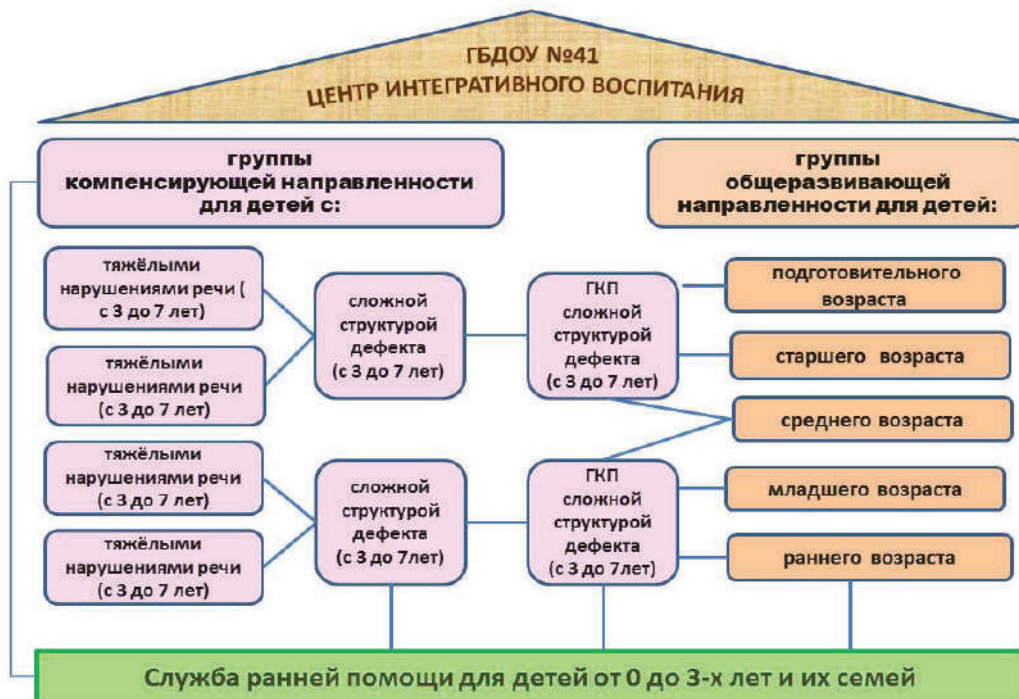 ГБДОУ №41
ЦЕНТР ИНТЕГРАТИВНОГО ВОСПИТАНИЯ
группы
компенсирующей направленности
для детей с:
группы
общеразвивающей
направленности для детей:
тяжёлыми
нарушениями речи (
с 3 до 7 лет)
тяжёлыми
нарушениями речи
(с 3 до 7 лет)
тяжёлыми
нарушениями речи
(с 3 до 7 лет)
тяжёлыми
нарушениями речи
(с 3 до 7 лет)
сложной
структурой
дефекта
(с 3 до 7 лет)
сложной
структурой
дефекта
(с 3 до 7лет)
ГКП
сложной
структурой
дефекта
(с 3 до 7 лет)
ГКП
сложной
структурой
дефекта
(с 3 до 7лет)
подготовительного
возраста
старшего возраста
среднего возраста
младшего возраста
раннего возраста
Служба ранней помощи для детей от 0 до 3-х лет и их семей